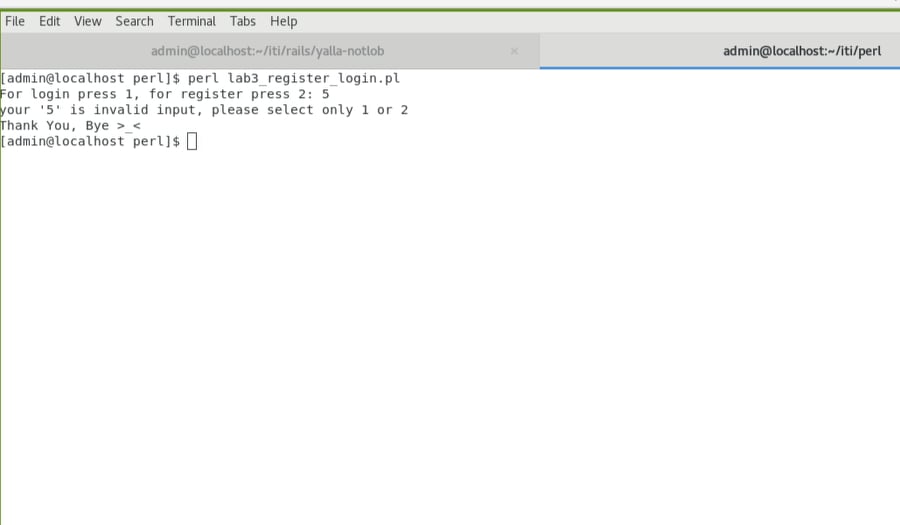 File Edit View Search Terminal Tabs Help
admin@localhost:~/iti/rails/yalla-notlob × admin@localhost:~/iti/perl
[admin@localhost perl]$ perl lab3_register_login.pl
For login press 1, for register press 2: 5
your '5' is invalid input, please select only 1 or 2
Thank You, Bye >_<
[admin@localhost perl]$